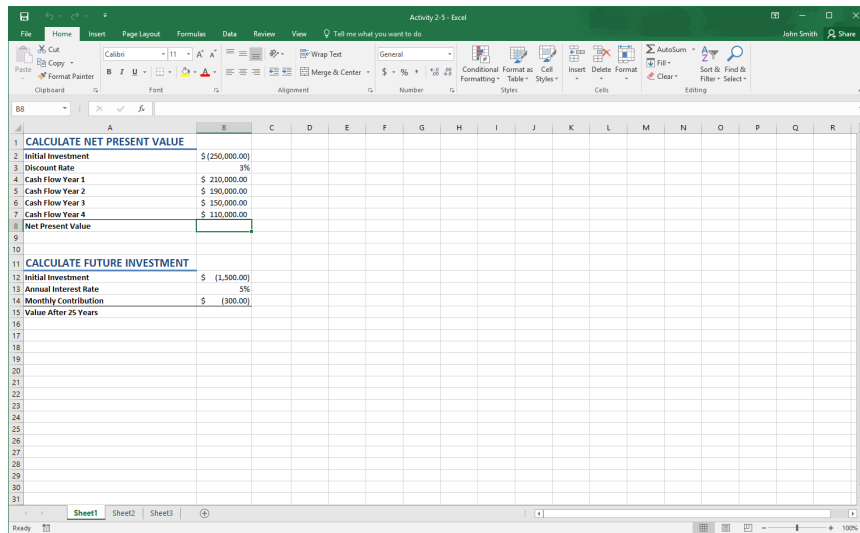 Activity 2-5 - Excel
File Home Insert Page Layout Formulas Data Review View Tell me what you want to do John Smith Share
Paste
Cut
Copy
Format Painter
Clipboard
Calibri 11
B I U
Font
Wrap Text
Merge & Center
Alignment
General
$ % ,
Number
Conditional Formatting
Format as Table
Cell Styles
Styles
Insert Delete Format
Cells
AutoSum
Fill
Clear
Sort & Filter
Find & Select
Editing
B8 fx
A B C D E F G H I J K L M N O P Q R
1 CALCULATE NET PRESENT VALUE
2 Initial Investment $(250,000.00)
3 Discount Rate 3%
4 Cash Flow Year 1 $ 210,000.00
5 Cash Flow Year 2 $ 190,000.00
6 Cash Flow Year 3 $ 150,000.00
7 Cash Flow Year 4 $ 110,000.00
8 Net Present Value
9
10
11 CALCULATE FUTURE INVESTMENT
12 Initial Investment $ (1,500.00)
13 Annual Interest Rate 5%
14 Monthly Contribution $ (300.00)
15 Value After 25 Years
16
17
18
19
20
21
22
23
24
25
26
27
28
29
30
31
Sheet1 Sheet2 Sheet3
Ready 100%